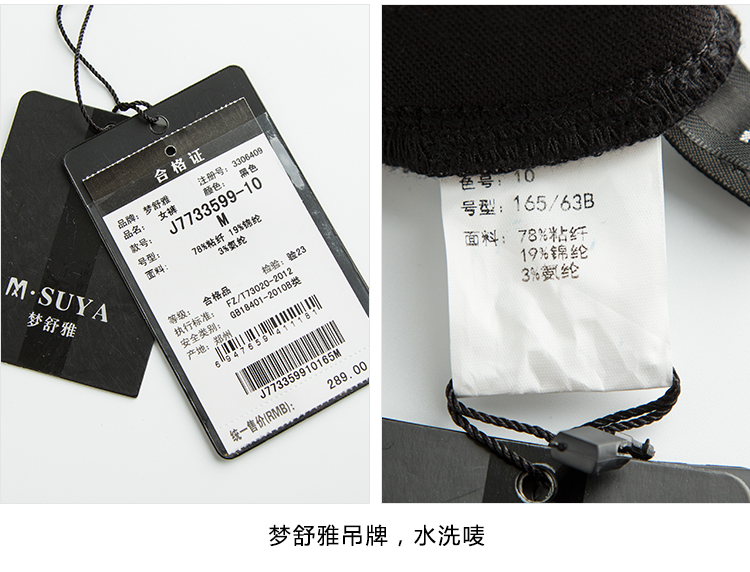 合格证
注册号: 3306409
品牌: 梦舒雅 颜色: 黑色
品名: 女裤
款号: J7733599-10
号型: M
面料: 78%粘纤 19%锦纶
3%氨纶
检验: 验23
等级: 合格品
执行标准: FZ/T73020-2012
安全类别: GB18401-2010B类
产地: 郑州
6947659411781
J773359910165M
289.00
统一售价(RMB):
M·SUYA
梦舒雅
色号: 10
号型: 165/63B
面料: 78%粘纤
19%锦纶
3%氨纶
梦舒雅吊牌，水洗唛